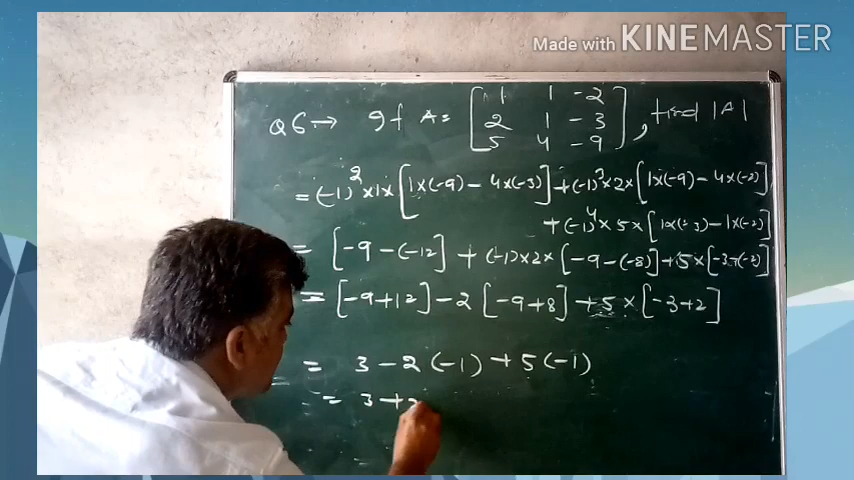 Made with KINEMASTER
Q6→ If A= [1 1 -2
2 1 -3
5 4 -9], find |A|
= (-1)² ×1× [1×(-9) - 4×(-3)] + (-1)³ ×2× [1×(-9) - 4×(-2)]
+ (-1)⁴ × 5 × [1×(-3) - 1×(-2)]
= [-9 - (-12] + (-1)×2× [-9 - (-8)] + 5×[-3-(-2)]
= [-9+12] - 2 [-9+8] + 5 × [-3+2]
= 3 - 2 (-1) + 5 (-1)
= 3 + 2